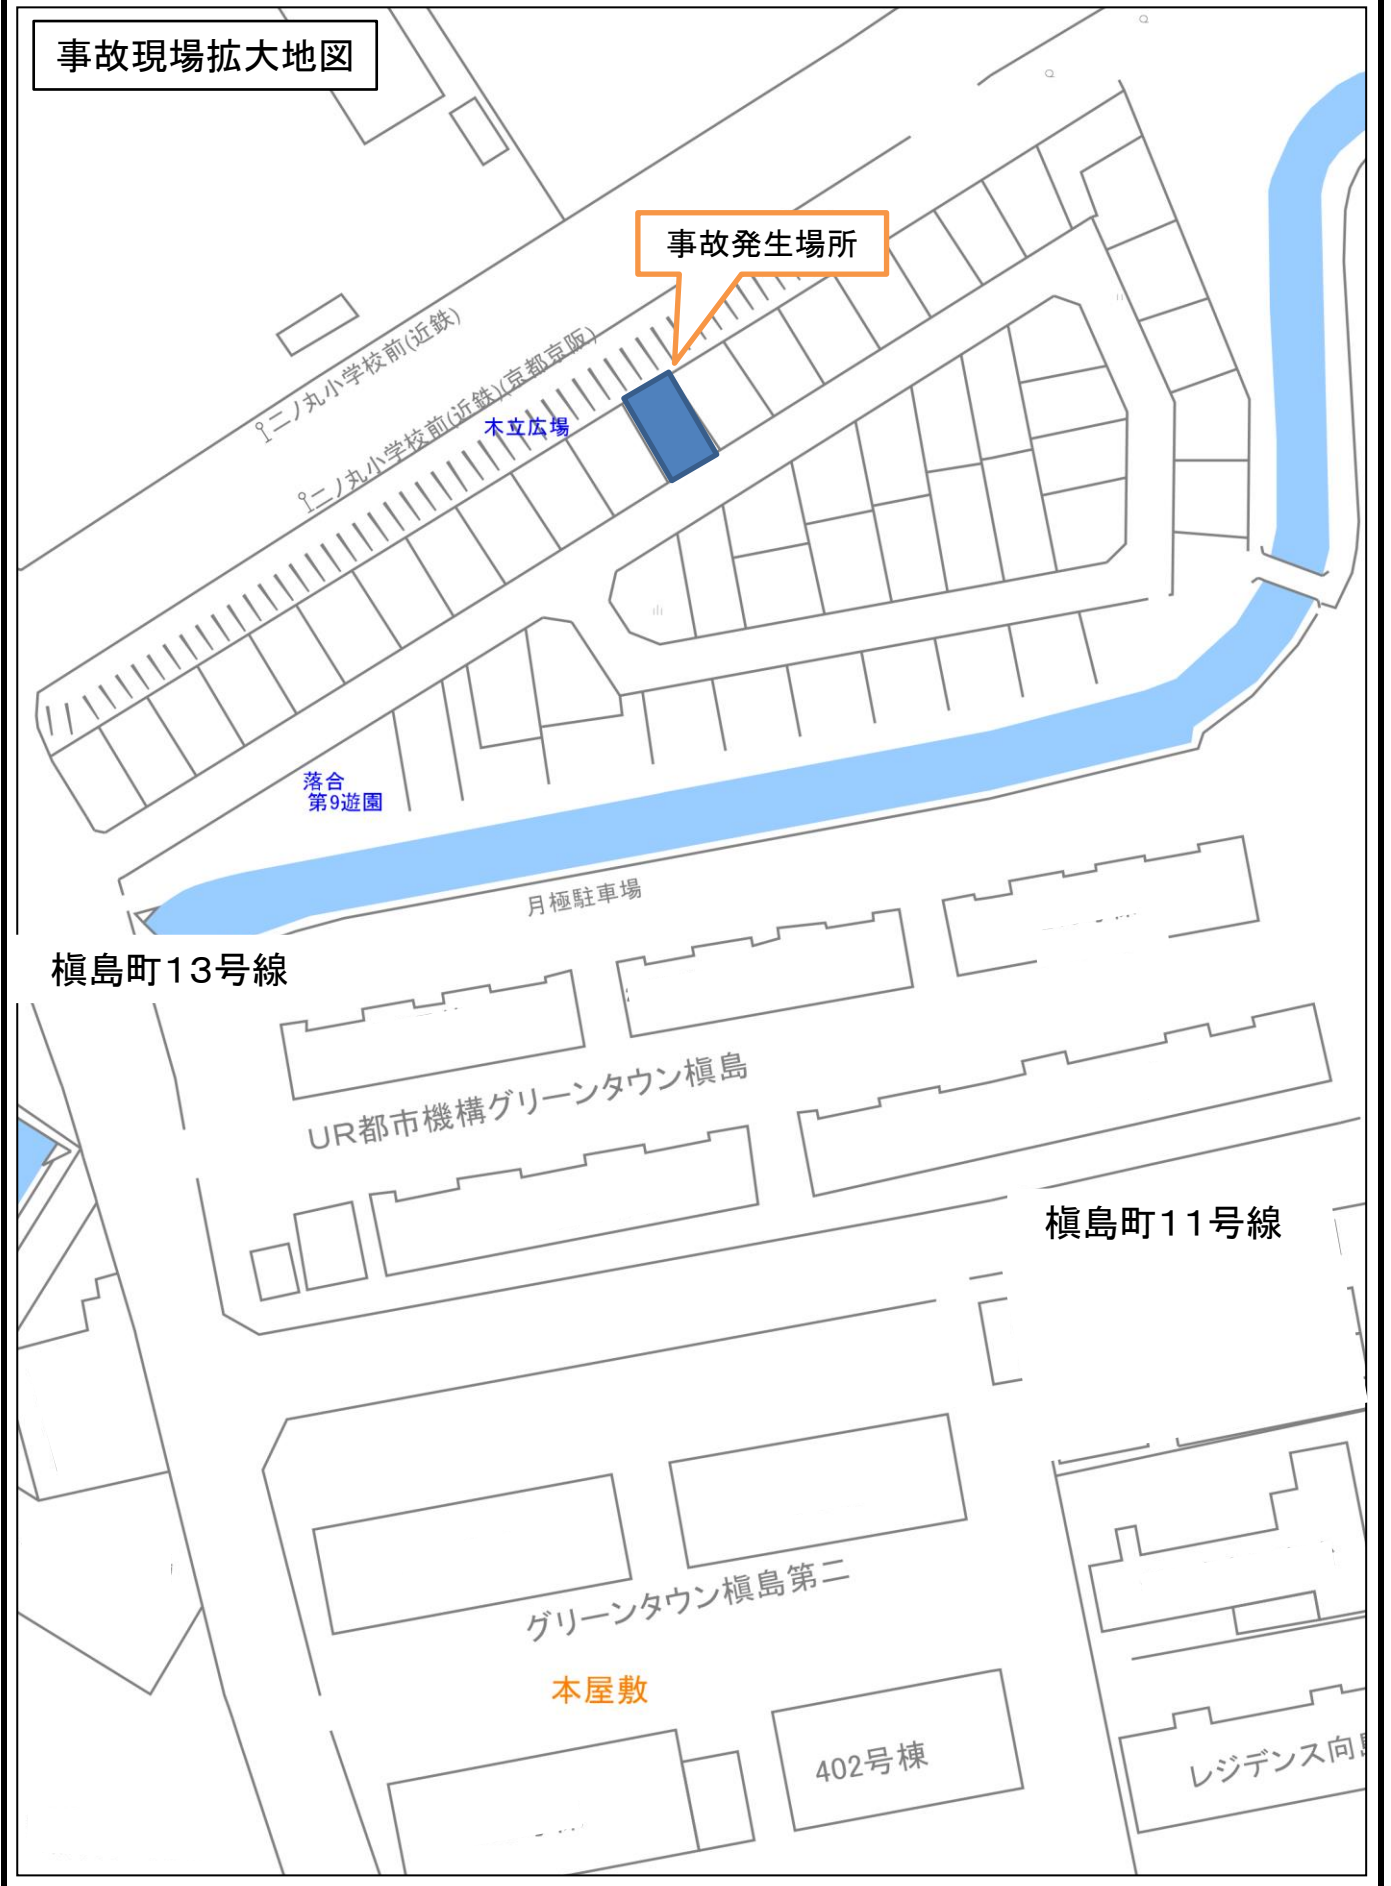 事故現場拡大地図
事故発生場所
二ノ丸小学校前(近鉄)
二ノ丸小学校前(近鉄)(京都京阪)
木立広場
落合
第9遊園
月極駐車場
槇島町13号線
UR都市機構グリーンタウン槇島
槇島町11号線
グリーンタウン槇島第二
本屋敷
402号棟
レジデンス向